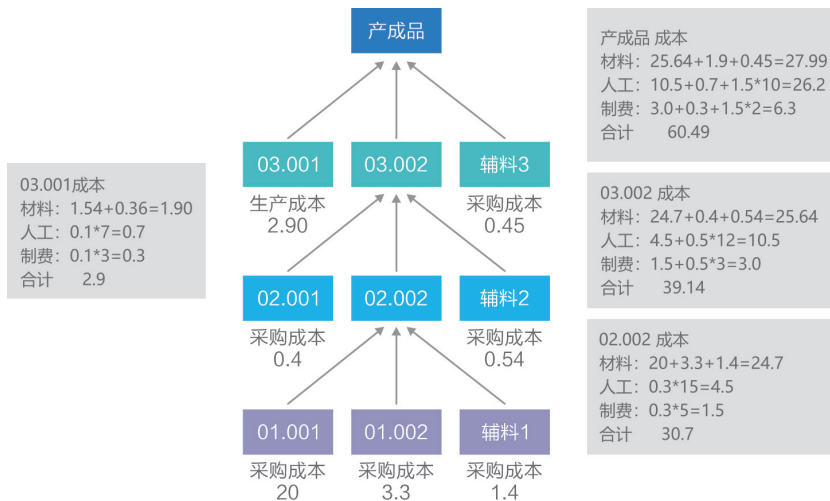 产成品
产成品 成本
材料：25.64+1.9+0.45=27.99
人工：10.5+0.7+1.5*10=26.2
制费：3.0+0.3+1.5*2=6.3
合计 60.49
03.001 03.002 辅料3
生产成本 采购成本
2.90 0.45
03.001成本
材料：1.54+0.36=1.90
人工：0.1*7=0.7
制费：0.1*3=0.3
合计 2.9
03.002 成本
材料：24.7+0.4+0.54=25.64
人工：4.5+0.5*12=10.5
制费：1.5+0.5*3=3.0
合计 39.14
02.001 02.002 辅料2
采购成本 采购成本
0.4 0.54
02.002 成本
材料：20+3.3+1.4=24.7
人工：0.3*15=4.5
制费：0.3*5=1.5
合计 30.7
01.001 01.002 辅料1
采购成本 采购成本 采购成本
20 3.3 1.4